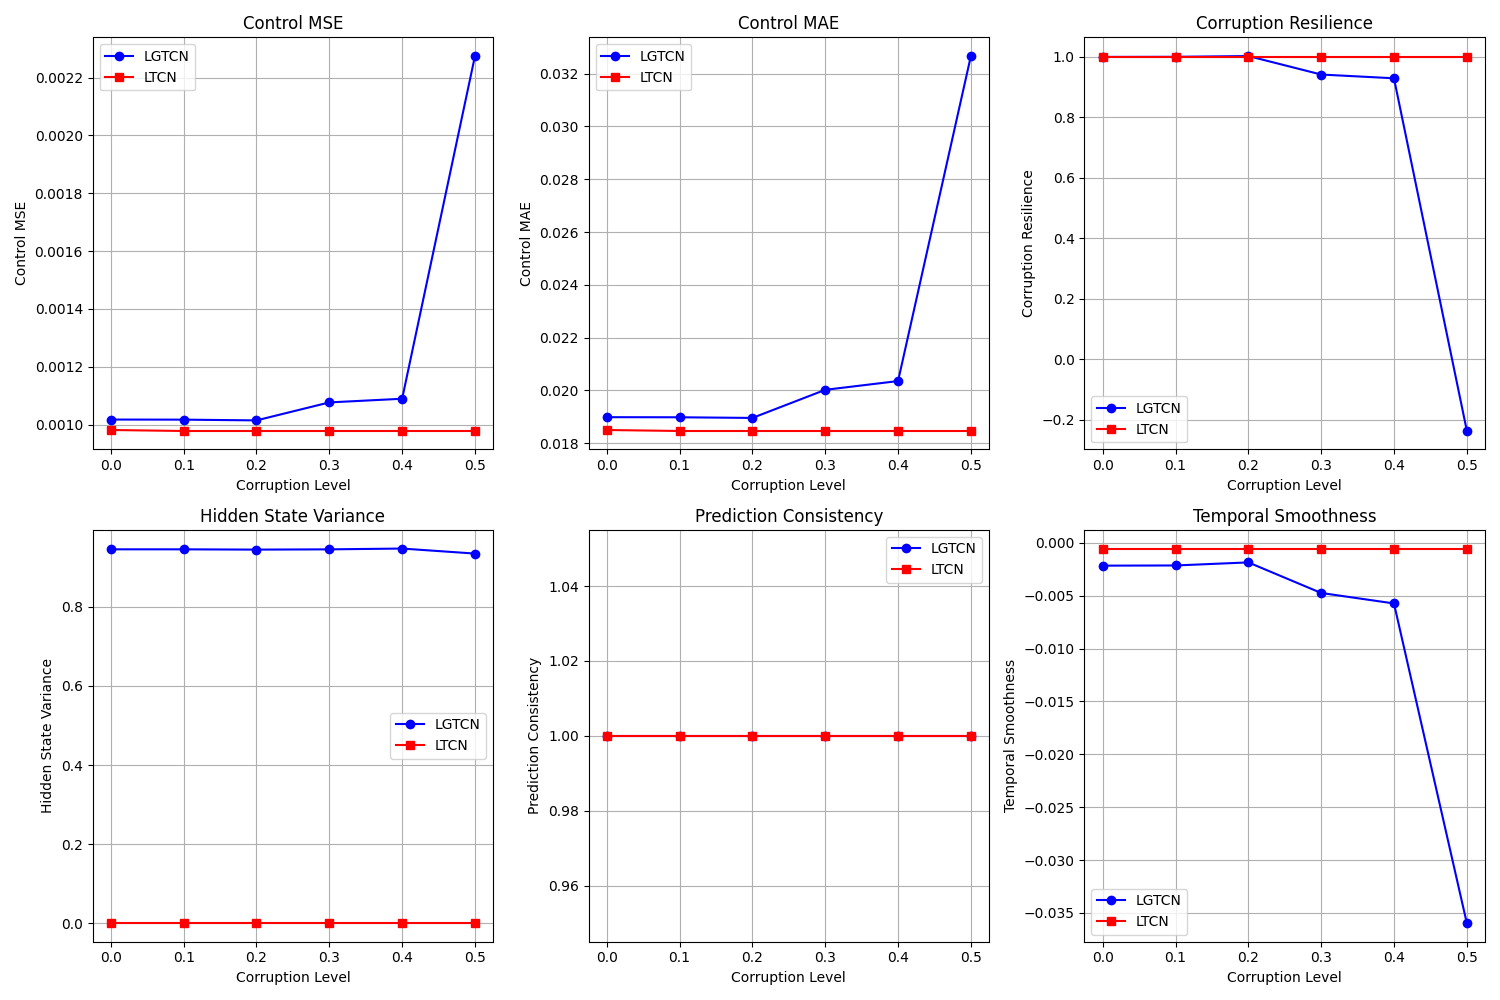 Control MSE
Control MSE
0.0022
0.0020
0.0018
0.0016
0.0014
0.0012
0.0010
LGTCN
LTCN
0.0 0.1 0.2 0.3 0.4 0.5
Corruption Level
Control MAE
Control MAE
0.032
0.030
0.028
0.026
0.024
0.022
0.020
0.018
LGTCN
LTCN
0.0 0.1 0.2 0.3 0.4 0.5
Corruption Level
Corruption Resilience
Corruption Resilience
1.0
0.8
0.6
0.4
0.2
0.0
−0.2
LGTCN
LTCN
0.0 0.1 0.2 0.3 0.4 0.5
Corruption Level
Hidden State Variance
Hidden State Variance
0.8
0.6
0.4
0.2
0.0
LGTCN
LTCN
0.0 0.1 0.2 0.3 0.4 0.5
Corruption Level
Prediction Consistency
Prediction Consistency
1.04
1.02
1.00
0.98
0.96
LGTCN
LTCN
0.0 0.1 0.2 0.3 0.4 0.5
Corruption Level
Temporal Smoothness
Temporal Smoothness
0.000
−0.005
−0.010
−0.015
−0.020
−0.025
−0.030
−0.035
LGTCN
LTCN
0.0 0.1 0.2 0.3 0.4 0.5
Corruption Level